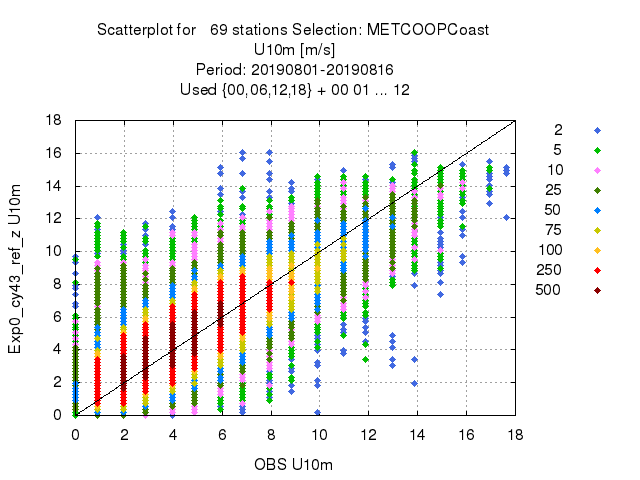 Scatterplot for   69 stations Selection: METCOOPCoast
U10m [m/s]
Period: 20190801-20190816
Used {00,06,12,18} + 00 01 ... 12
18
16
14
12
10
8
6
4
2
0
Exp0_cy43_ref_z U10m
0 2 4 6 8 10 12 14 16 18
OBS U10m
2
5
10
25
50
75
100
250
500